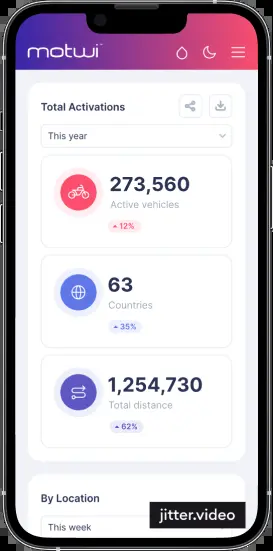 motwi
Total Activations
This year
273,560
Active vehicles
12%
63
Countries
35%
1,254,730
Total distance
62%
By Location
This week
jitter.video